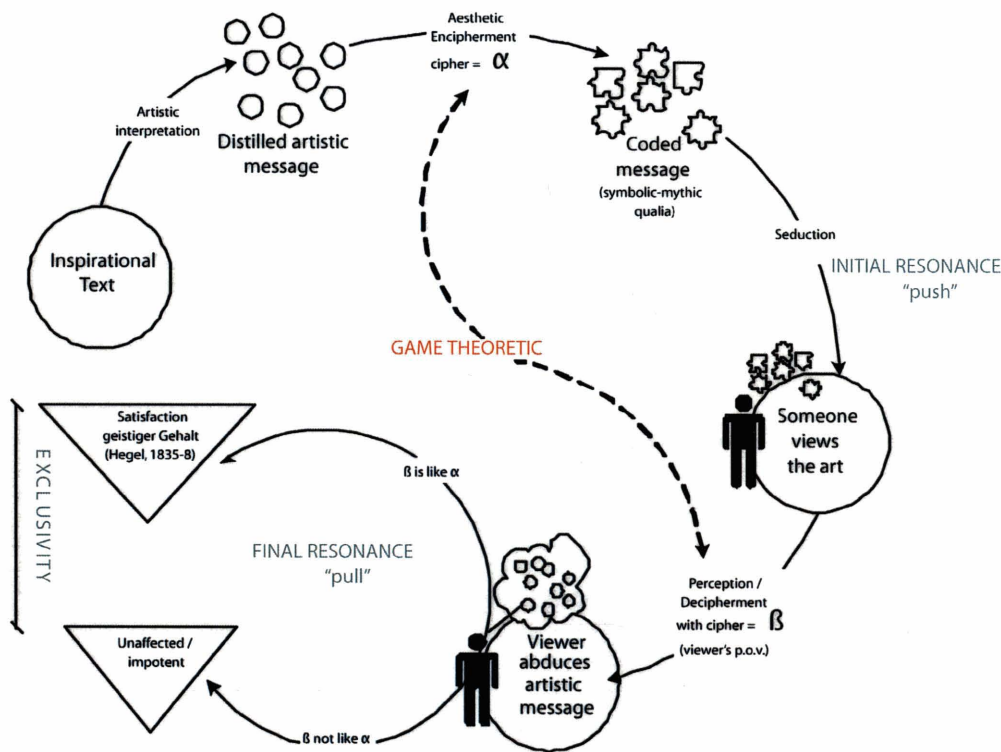 Inspirational
Text
Artistic
interpretation
Distilled artistic
message
Aesthetic
Encipherment
cipher = α
Coded
message
(symbolic-mythic
qualia)
Seduction
INITIAL RESONANCE
“push”
Someone
views
the art
GAME THEORETIC
Perception /
Decipherment
with cipher = ß
(viewer's p.o.v.)
Viewer
abduces
artistic
message
FINAL RESONANCE
“pull”
ß is like α
Satisfaction
geistiger Gehalt
(Hegel, 1835-8)
ß not like α
Unaffected /
impotent
EXCLUSIVITY